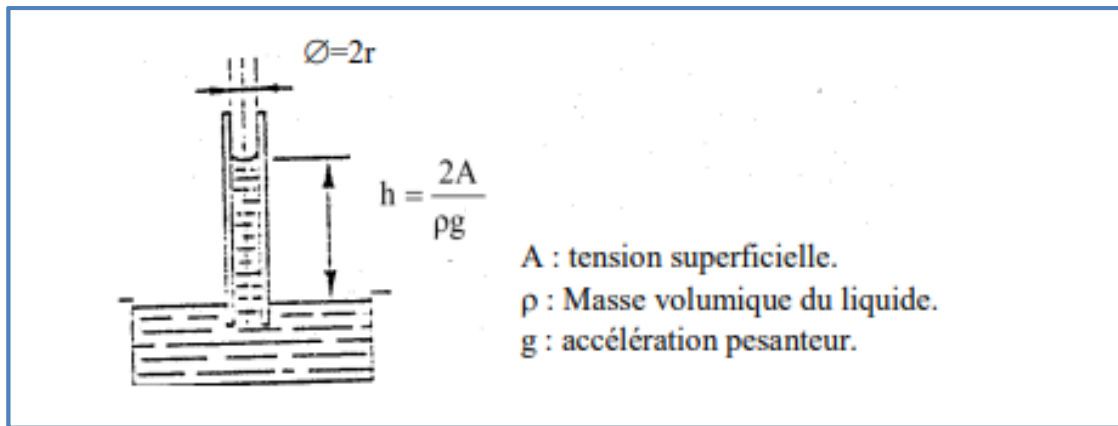 Ø=2r
h = 2A / ρg
A : tension superficielle.
ρ : Masse volumique du liquide.
g : accélération pesanteur.